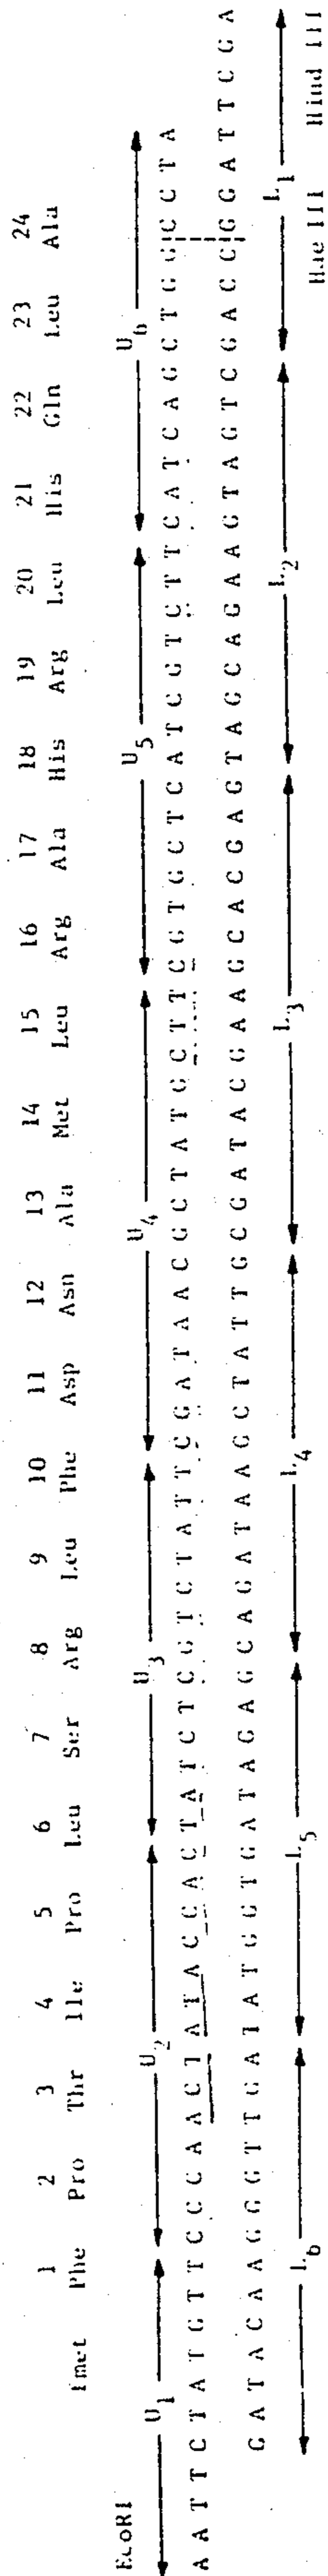 1 2 3 4 5 6 7 8 9 10 11 12 13 14 15 16 17 18 19 20 21 22 23 24
fmet Phe Pro Thr Ile Pro Leu Ser Arg Leu Phe Asp Asn Ala Met Leu Arg Ala His Arg Leu His Gln Leu Ala
EcoRI
U1 U2 U3 U4 U5 U6
A A T T C T A T G T T C C C A A C T A T A C C A C T A T C T C G T C T A T T C G A T A A C G C T A T G C T T C G T G C T C A T C G T C T T C A T C A G C T G G C C T A
G A T A C A A G G G T T G A T A T G G T G A T A G A G C A G A T A A G C T A T T G C G A T A C G A A G C A C G A G T A G C A G A A G T A G T C G A C C G G A T T C G A
L6 L5 L4 L3 L2 L1
Hae III Hind III